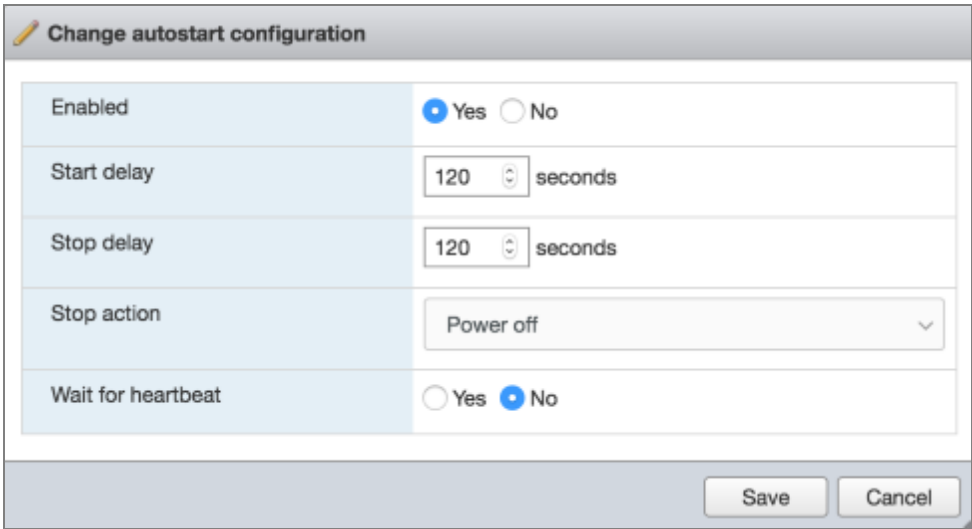 Change autostart configuration
Enabled Yes No
Start delay 120 seconds
Stop delay 120 seconds
Stop action Power off
Wait for heartbeat Yes No
Save Cancel